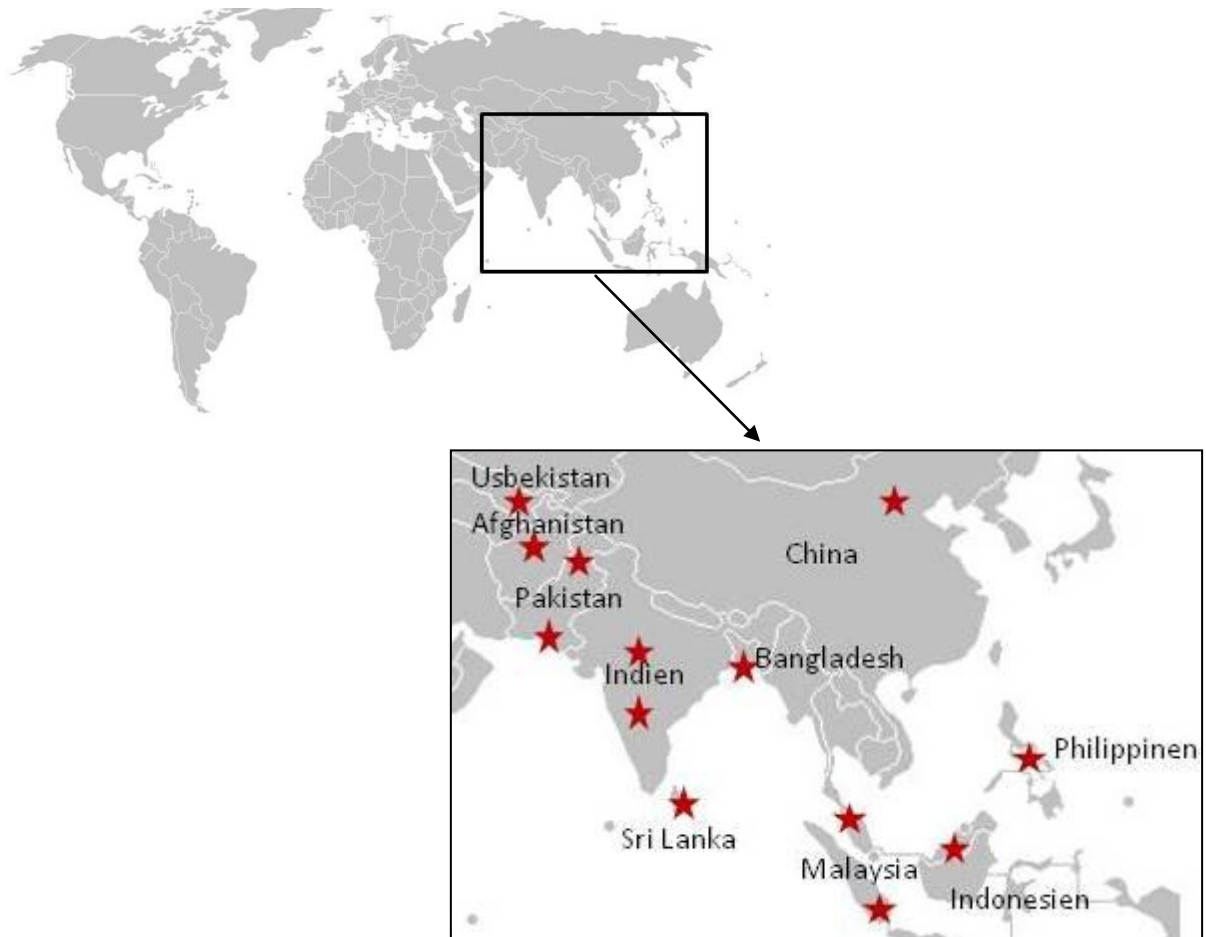 Usbekistan
Afghanistan
China
Pakistan
Bangladesh
Indien
Philippinen
Sri Lanka
Malaysia
Indonesien